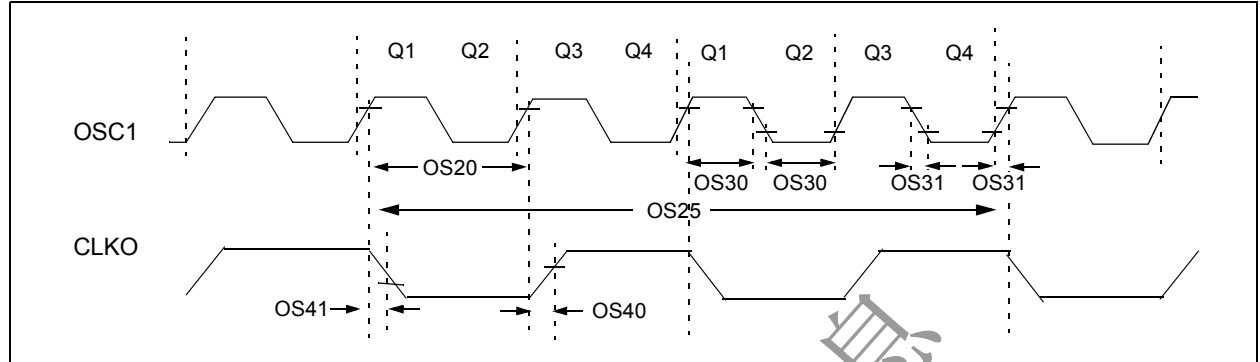 Q1 Q2 Q3 Q4 Q1 Q2 Q3 Q4
OSC1
OS20
OS30 OS30 OS31 OS31
OS25
CLKO
OS41 OS40